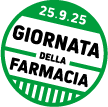 25.9.25
GIORNATA
DELLA
FARMACIA